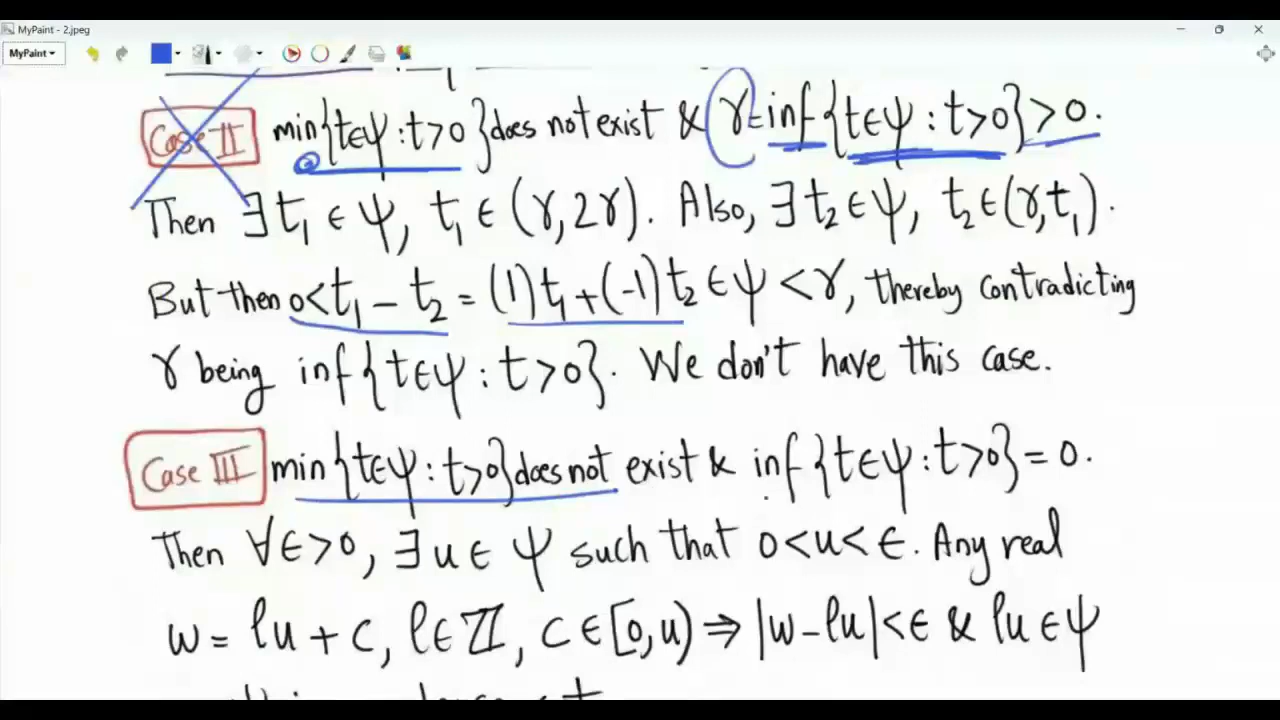 MyPaint - 2.jpeg
MyPaint
Case II min{t∈ψ : t>0} does not exist & γ=inf{t∈ψ : t>0}>0.
Then ∃ t₁ ∈ ψ, t₁ ∈ (γ, 2γ). Also, ∃ t₂ ∈ ψ, t₂ ∈ (γ, t₁).
But then 0<t₁ - t₂ = (1)t₁+(-1)t₂ ∈ ψ < γ, thereby contradicting
γ being inf{t∈ψ : t>0}. We don't have this case.
Case III min{t∈ψ : t>0} does not exist & inf{t∈ψ : t>0} = 0.
Then ∀ϵ>0, ∃ u ∈ ψ such that 0<u<ϵ. Any real
w = lu + c, l∈ℤ, c∈[0,u) ⇒ |w-lu|<ϵ & lu∈ψ